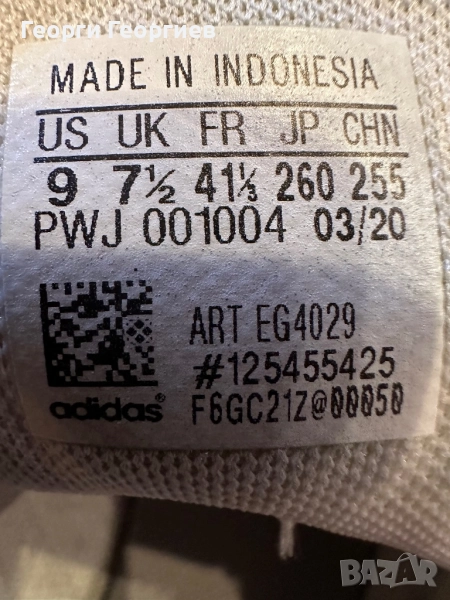 Георги Георгиев
MADE IN INDONESIA
US UK FR JP CHN
9 7½ 41⅓ 260 255
PWJ 001004 03/20
ART EG4029
#125455425
adidas®
F6GC21Z@00050
BAZAR